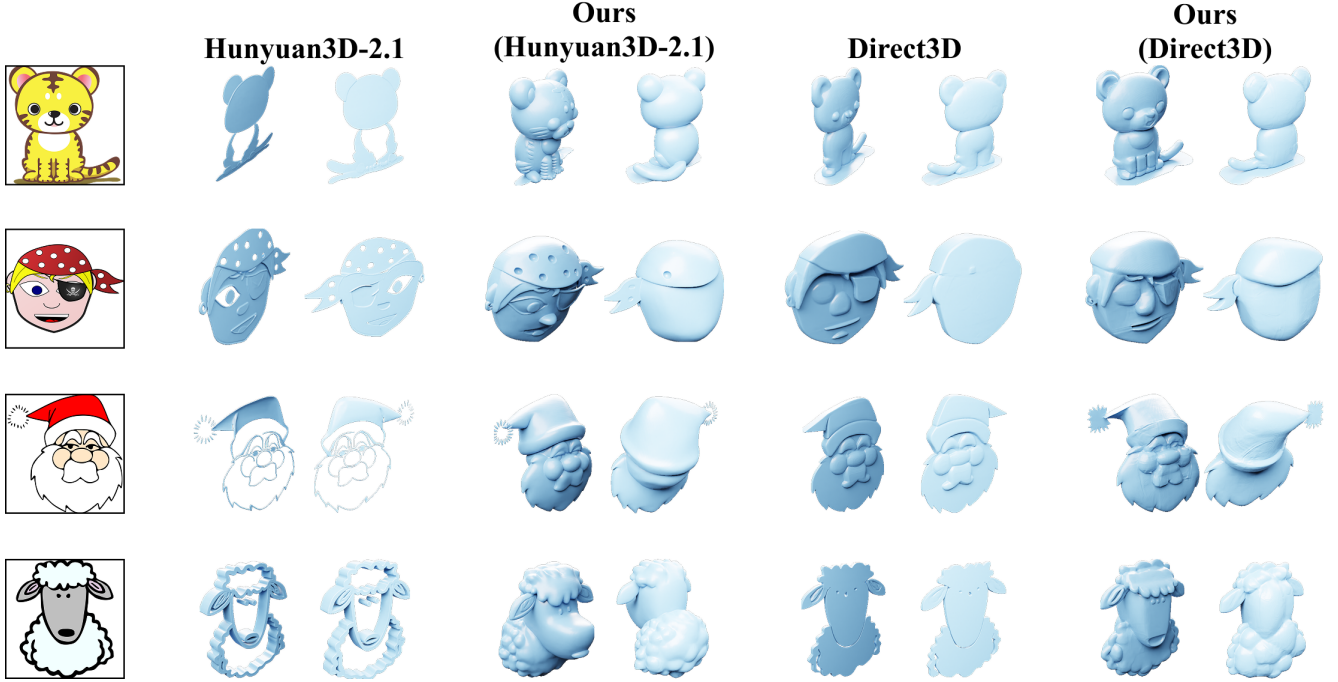 Hunyuan3D-2.1
Ours
(Hunyuan3D-2.1)
Direct3D
Ours
(Direct3D)